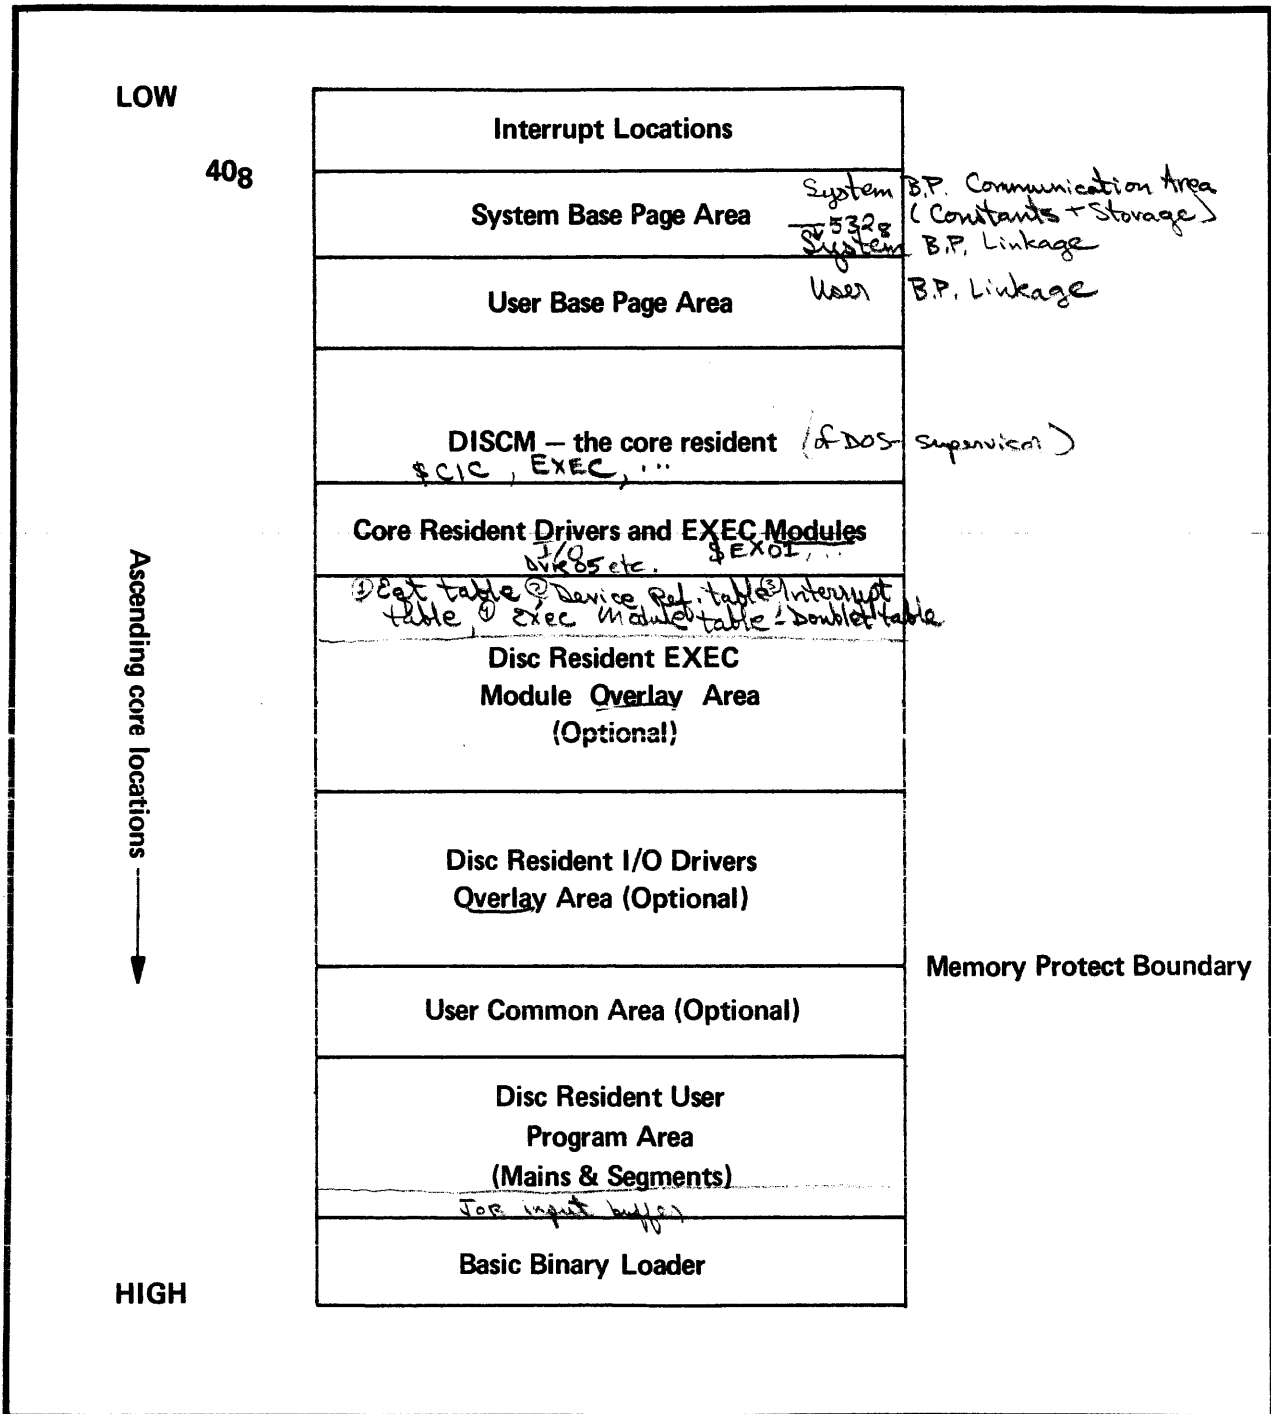 LOW
Interrupt Locations
40₈
System B.P. Communication Area
System Base Page Area
(Constants + Storage)
532₈
System B.P. Linkage
User Base Page Area
User B.P. Linkage
DISCM — the core resident (of DOS- supervisor)
$CIC, EXEC, ...
Core Resident Drivers and EXEC Modules
I/O $EX01, ..
DVR05 etc.
① Eqt table ② Device Ref. table ③ Interrupt
table, ④ Exec Module table - Doublet table
Disc Resident EXEC
Module Overlay Area
(Optional)
Ascending core locations
Disc Resident I/O Drivers
Overlay Area (Optional)
Memory Protect Boundary
User Common Area (Optional)
Disc Resident User
Program Area
(Mains & Segments)
JOB input buffer
Basic Binary Loader
HIGH